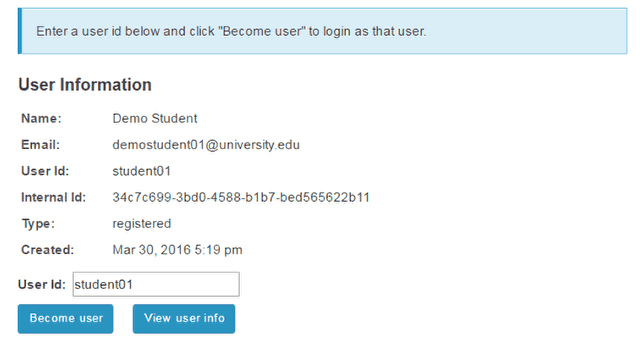 Enter a user id below and click "Become user" to login as that user.
User Information
Name: Demo Student
Email: demostudent01@university.edu
User Id: student01
Internal Id: 34c7c699-3bd0-4588-b1b7-bed565622b11
Type: registered
Created: Mar 30, 2016 5:19 pm
User Id: student01
Become user View user info